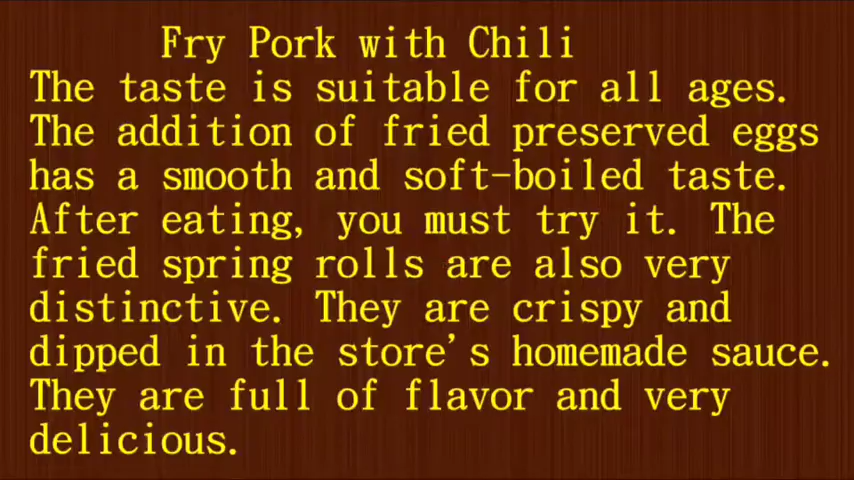 Fry Pork with Chili
The taste is suitable for all ages.
The addition of fried preserved eggs
has a smooth and soft-boiled taste.
After eating, you must try it. The
fried spring rolls are also very
distinctive. They are crispy and
dipped in the store's homemade sauce.
They are full of flavor and very
delicious.